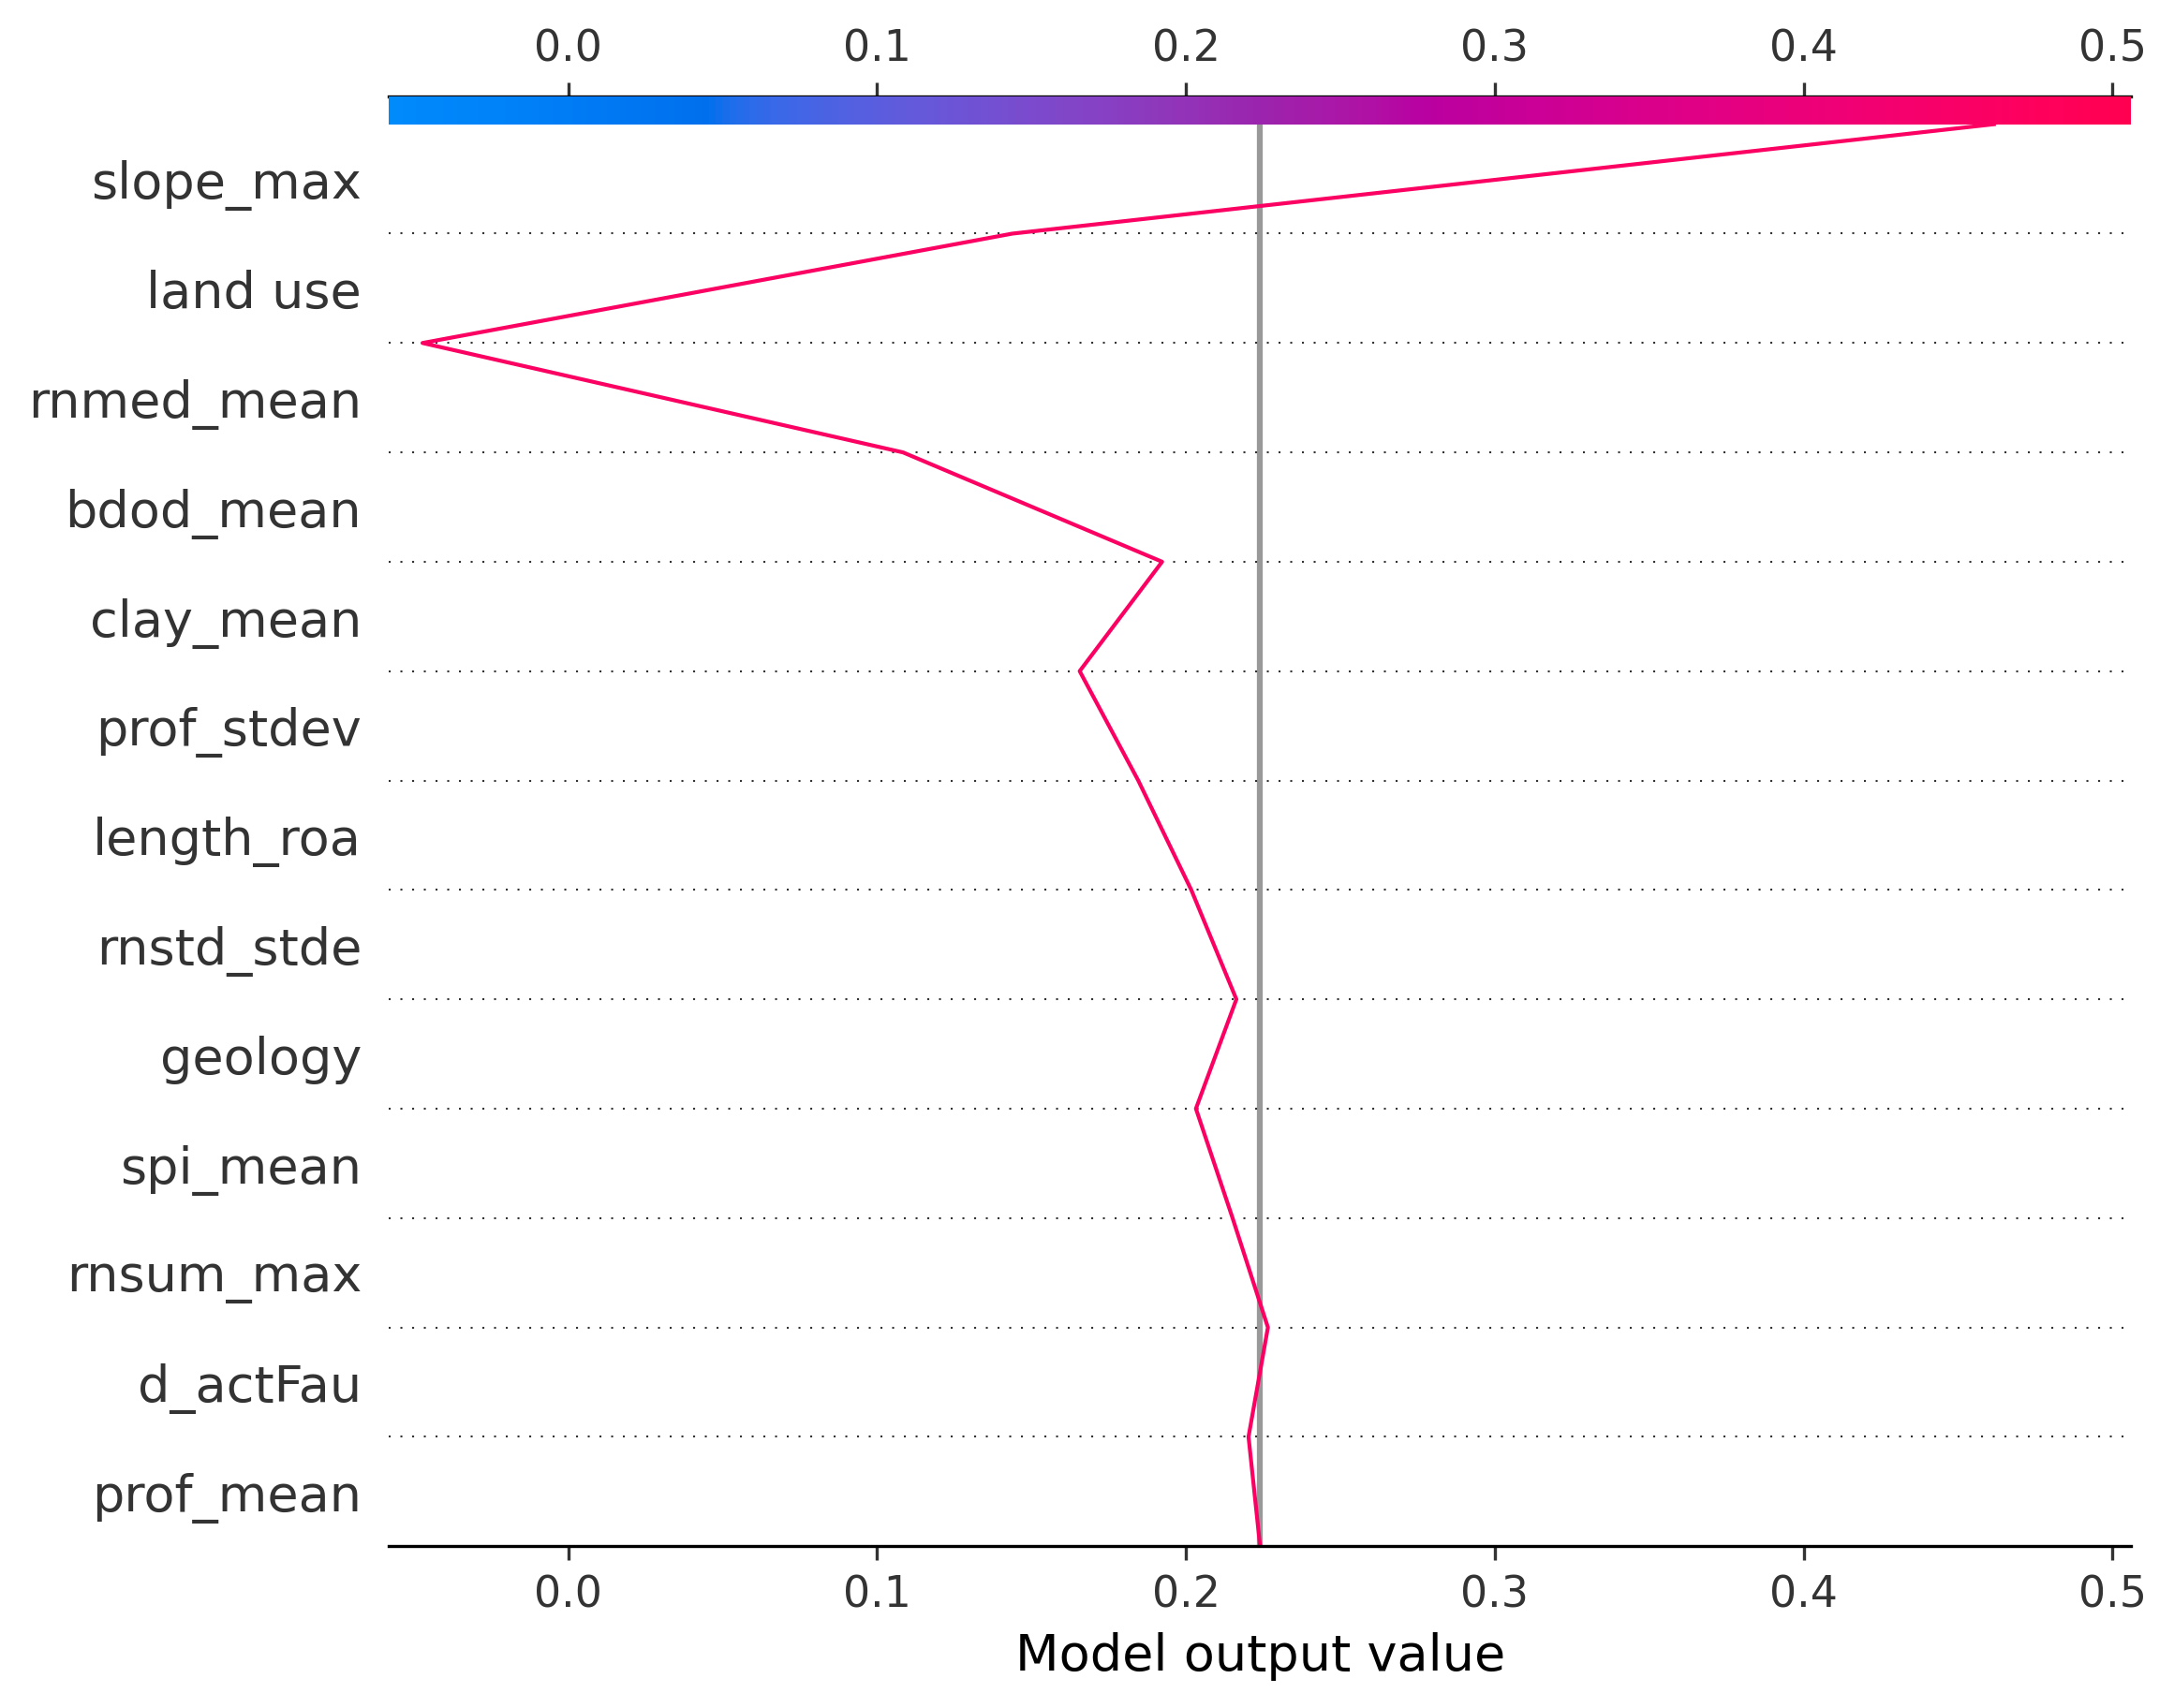 0.0 0.1 0.2 0.3 0.4 0.5
slope_max
land use
rnmed_mean
bdod_mean
clay_mean
prof_stdev
length_roa
rnstd_stde
geology
spi_mean
rnsum_max
d_actFau
prof_mean
0.0 0.1 0.2 0.3 0.4 0.5
Model output value